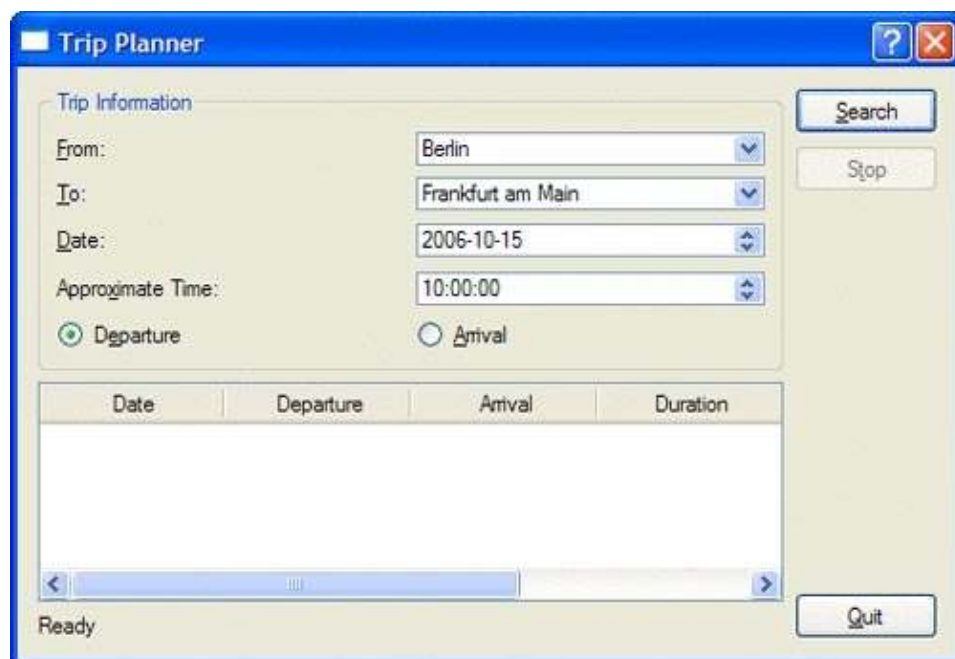 Trip Planner
Trip Information
From: Berlin
To: Frankfurt am Main
Date: 2006-10-15
Approximate Time: 10:00:00
Departure Arrival
Search
Stop
Date Departure Arrival Duration
Ready
Quit